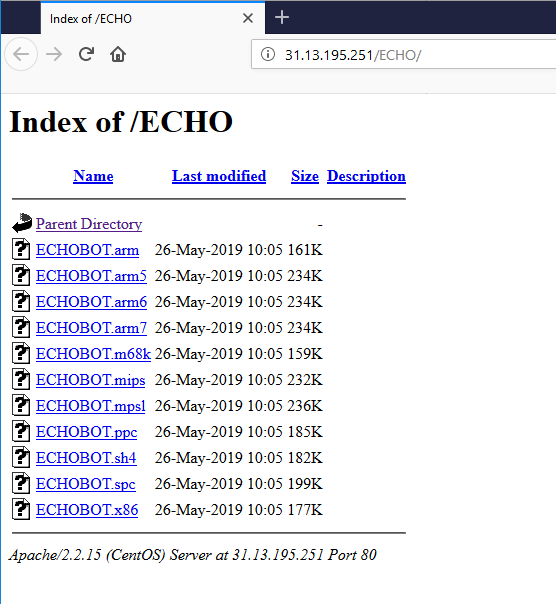 Index of /ECHO
31.13.195.251/ECHO/
Index of /ECHO
Name Last modified Size Description
Parent Directory -
ECHOBOT.arm 26-May-2019 10:05 161K
ECHOBOT.arm5 26-May-2019 10:05 234K
ECHOBOT.arm6 26-May-2019 10:05 234K
ECHOBOT.arm7 26-May-2019 10:05 234K
ECHOBOT.m68k 26-May-2019 10:05 159K
ECHOBOT.mips 26-May-2019 10:05 232K
ECHOBOT.mpsl 26-May-2019 10:05 236K
ECHOBOT.ppc 26-May-2019 10:05 185K
ECHOBOT.sh4 26-May-2019 10:05 182K
ECHOBOT.spc 26-May-2019 10:05 199K
ECHOBOT.x86 26-May-2019 10:05 177K
Apache/2.2.15 (CentOS) Server at 31.13.195.251 Port 80